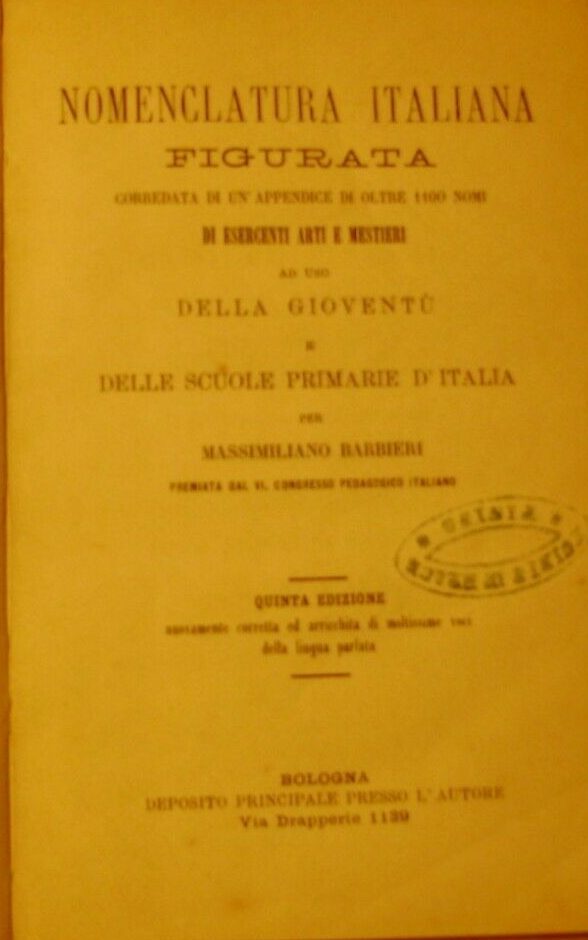 NOMENCLATURA ITALIANA
FIGURATA
CORREDATA DI UN' APPENDICE DI OLTRE 1100 NOMI
DI ESERCENTI ARTI E MESTIERI
AD USO
DELLA GIOVENTÙ
E
DELLE SCUOLE PRIMARIE D' ITALIA
PER
MASSIMILIANO BARBIERI
PREMIATA DAL VI. CONGRESSO PEDAGOGICO ITALIANO
QUINTA EDIZIONE
nuovamente corretta ed arricchita di moltissime voci
della lingua parlata
BOLOGNA
DEPOSITO PRINCIPALE PRESSO L' AUTORE
Via Drapperie 1139